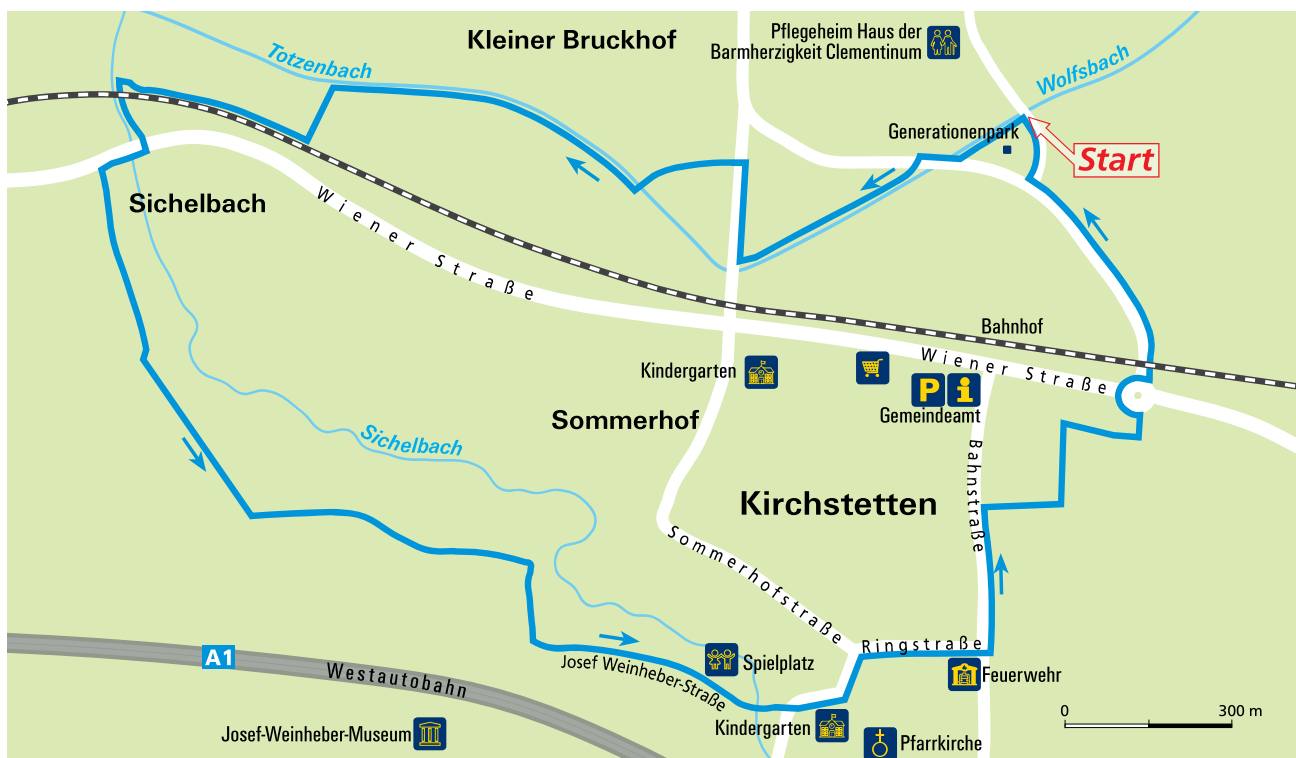 Kleiner Bruckhof
Pflegeheim Haus der
Barmherzigkeit Clementinum
Totzenbach
Wolfsbach
Generationenpark
Start
Sichelbach
Wiener Straße
Bahnhof
Wiener Straße
Kindergarten
P
i
Gemeindeamt
Sommerhof
Sichelbach
Bahnstraße
Kirchstetten
Sommerhofstraße
Ringstraße
A1
Westautobahn
Josef Weinheber-Straße
Spielplatz
Feuerwehr
0
300 m
Kindergarten
Josef-Weinheber-Museum
Pfarrkirche